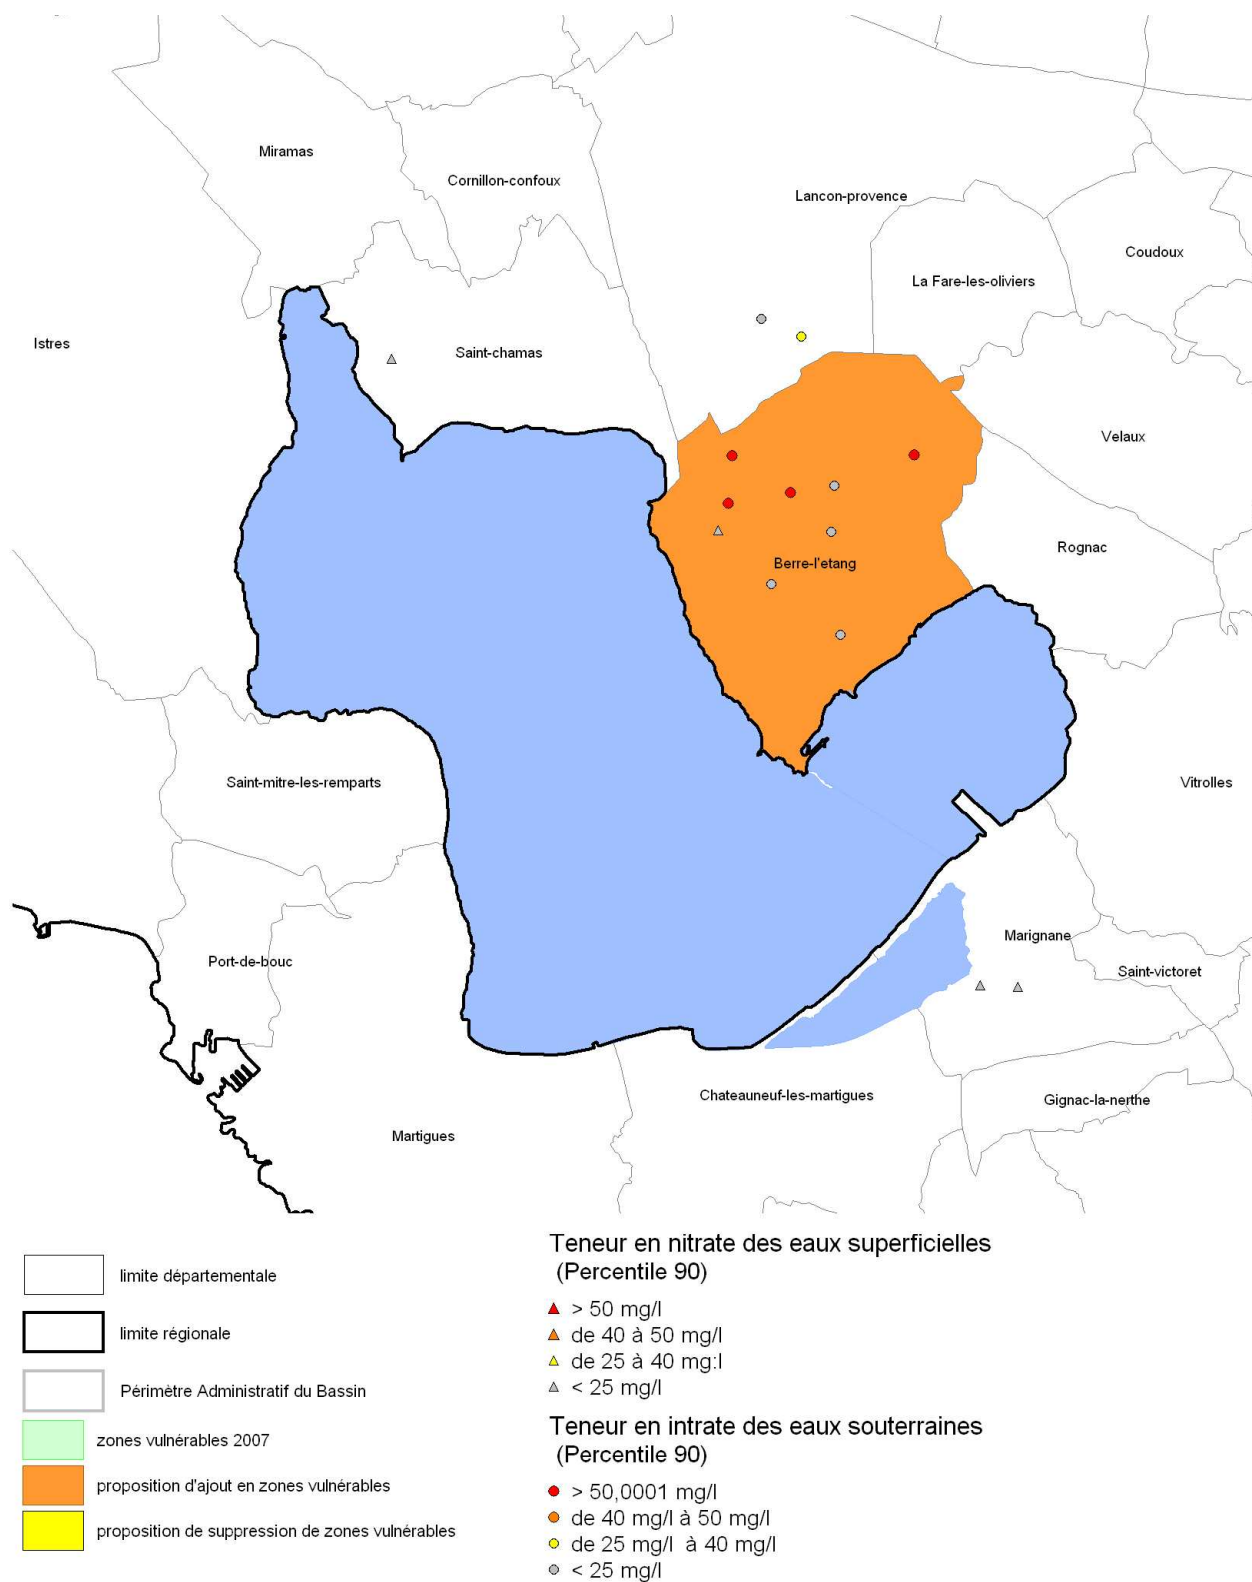 Miramas
Cornillon-confoux
Lancon-provence
Coudoux
La Fare-les-oliviers
Istres
Saint-chamas
Velaux
Rognac
Berre-l'etang
Saint-mitre-les-remparts
Vitrolles
Marignane
Port-de-bouc
Saint-victoret
Chateauneuf-les-martigues
Gignac-la-nerthe
Martigues
limite départementale
limite régionale
Périmètre Administratif du Bassin
zones vulnérables 2007
proposition d'ajout en zones vulnérables
proposition de suppression de zones vulnérables
Teneur en nitrate des eaux superficielles
(Percentile 90)
> 50 mg/l
de 40 à 50 mg/l
de 25 à 40 mg:l
< 25 mg/l
Teneur en intrate des eaux souterraines
(Percentile 90)
> 50,0001 mg/l
de 40 mg/l à 50 mg/l
de 25 mg/l à 40 mg/l
< 25 mg/l